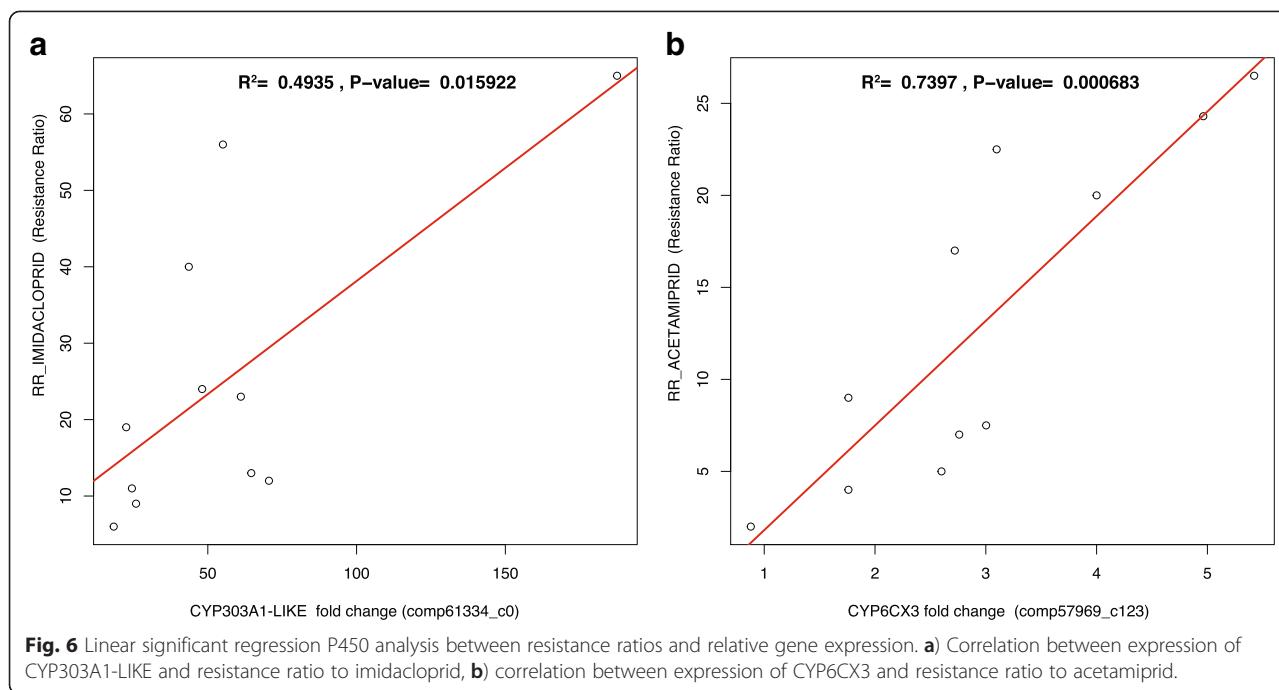 a
R²= 0.4935 , P−value= 0.015922
RR_IMIDACLOPRID (Resistance Ratio)
60
50
40
30
20
10
50 100 150
CYP303A1-LIKE fold change (comp61334_c0)
b
R²= 0.7397 , P−value= 0.000683
RR_ACETAMIPRID (Resistance Ratio)
25
20
15
10
5
1 2 3 4 5
CYP6CX3 fold change (comp57969_c123)
Fig. 6 Linear significant regression P450 analysis between resistance ratios and relative gene expression. a) Correlation between expression of
CYP303A1-LIKE and resistance ratio to imidacloprid, b) correlation between expression of CYP6CX3 and resistance ratio to acetamiprid.